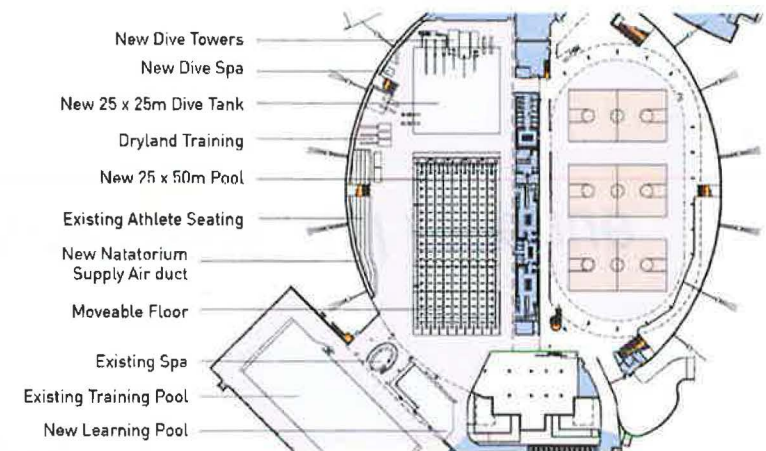 New Dive Towers
New Dive Spa
New 25 x 25m Dive Tank
Dryland Training
New 25 x 50m Pool
Existing Athlete Seating
New Natatorium
Supply Air duct
Moveable Floor
Existing Spa
Existing Training Pool
New Learning Pool